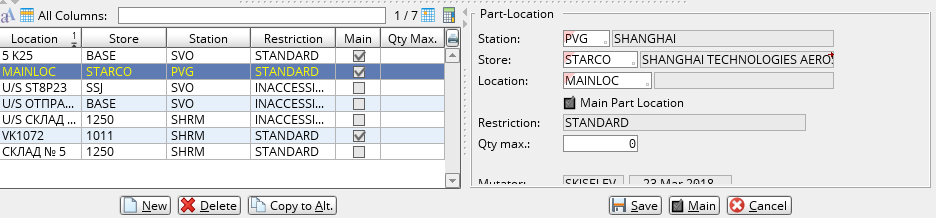 All Columns: 1 / 7
Location 1 Store Station Restriction Main Qty Max.
5 K25 BASE SVO STANDARD
MAINLOC STARCO PVG STANDARD
U/S ST8P23 SSJ SVO INACCESSI...
U/S ОТПРА... BASE SVO INACCESSI...
U/S СКЛАД ... 1250 SHRM INACCESSI...
VK1072 1011 SHRM STANDARD
СКЛАД № 5 1250 SHRM STANDARD
New Delete Copy to Alt.
Part-Location
Station: PVG SHANGHAI
Store: STARCO SHANGHAI TECHNOLOGIES AERO
Location: MAINLOC
Main Part Location
Restriction: STANDARD
Qty max.: 0
Mutator: SKISELEV 23.Mar.2018
Save Main Cancel